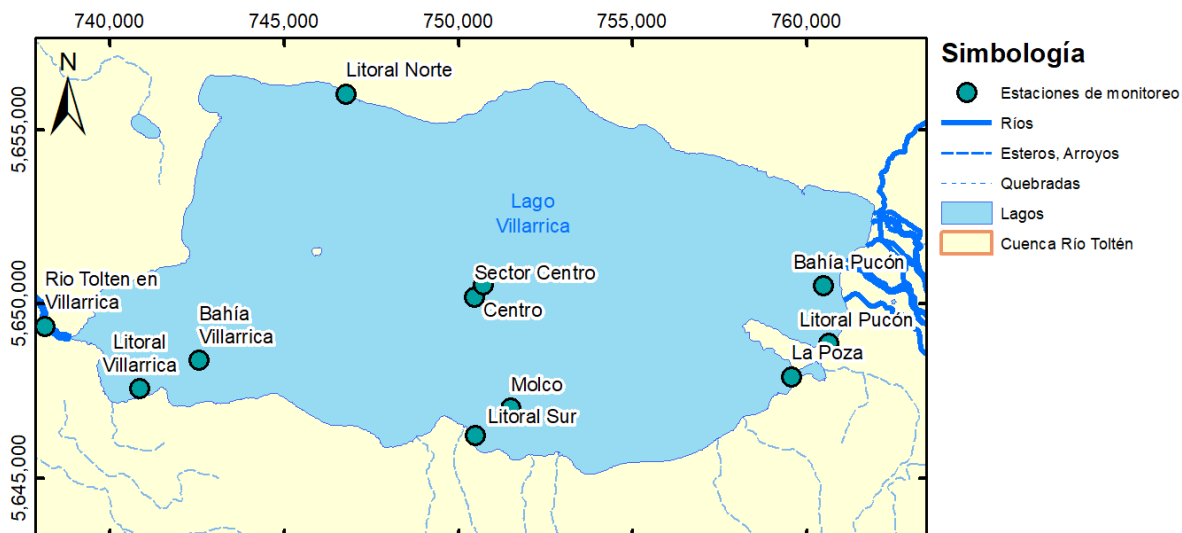 740,000
745,000
750,000
755,000
760,000
5,655,000
5,650,000
5,645,000
N
Litoral Norte
Lago
Villarrica
Sector Centro
Centro
Bahía Pucón
Litoral Pucón
La Poza
Rio Tolten en
Villarrica
Bahía
Villarrica
Litoral
Villarrica
Molco
Litoral Sur
Simbología
Estaciones de monitoreo
Ríos
Esteros, Arroyos
Quebradas
Lagos
Cuenca Río Toltén